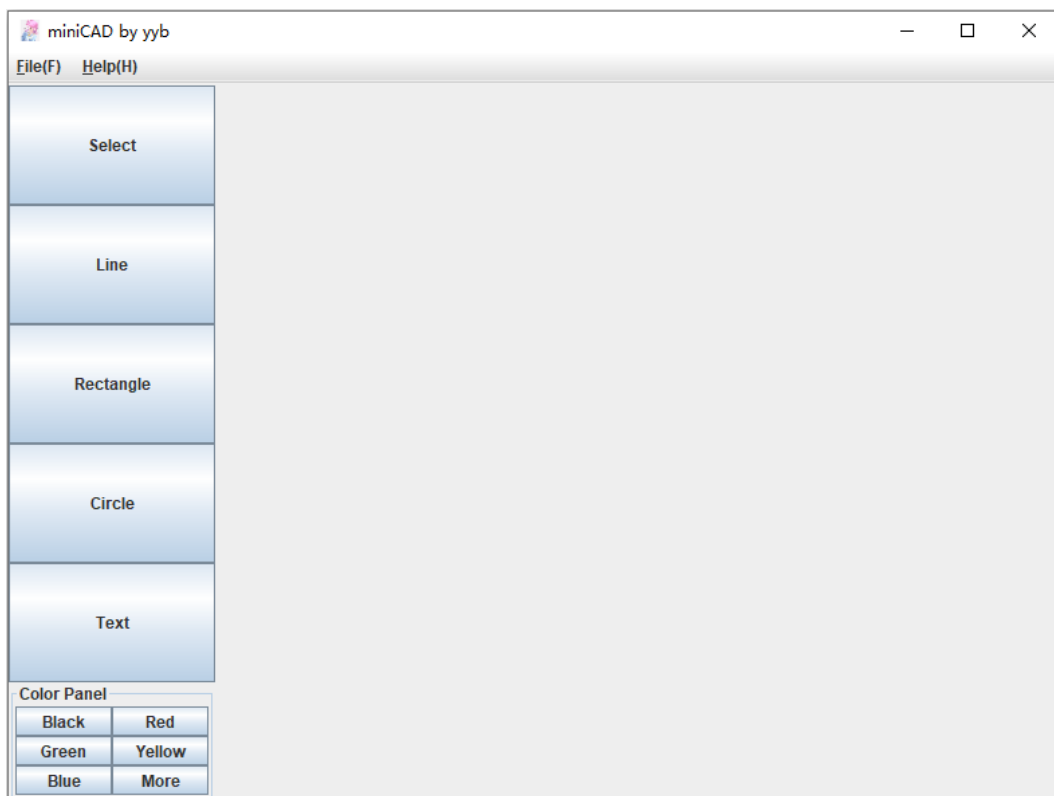 miniCAD by yyb
File(F) Help(H)
Select
Line
Rectangle
Circle
Text
Color Panel
Black Red
Green Yellow
Blue More